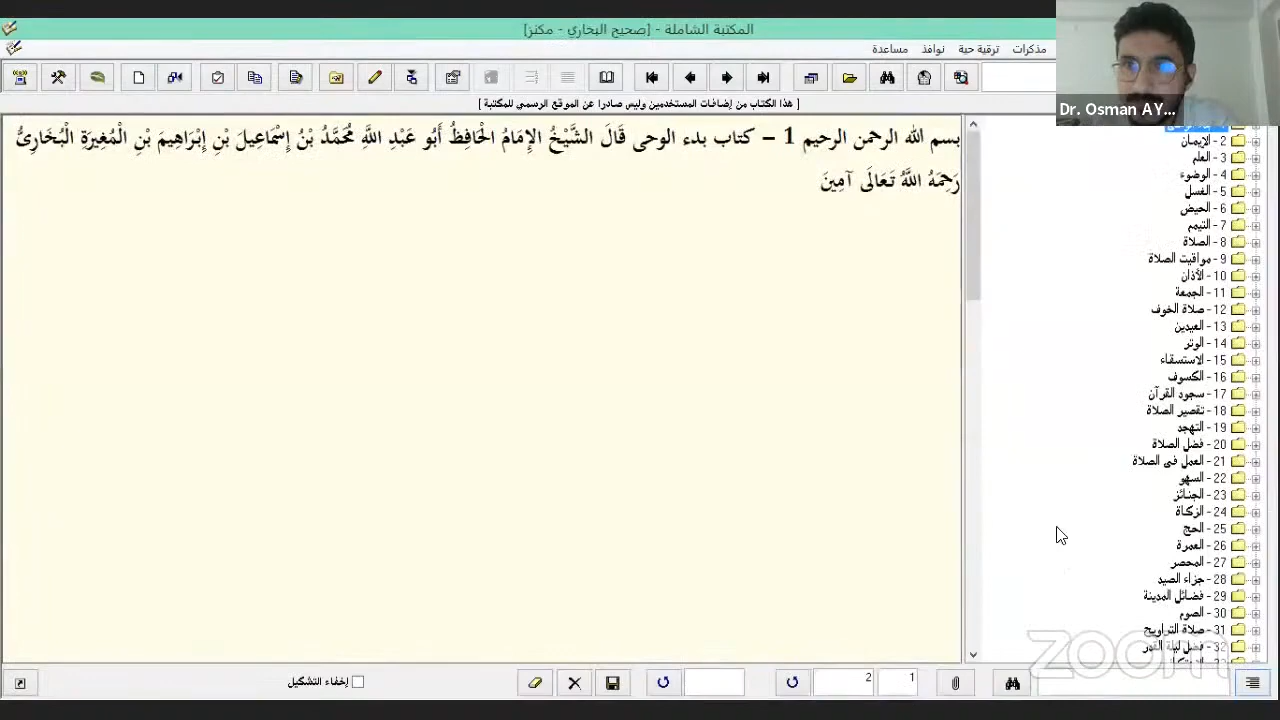 المكتبة الشاملة - [صحيح البخاري - مكنز]
مذكرات ترقية حية نوافذ مساعدة
[ هذا الكتاب من إضافات المستخدمين وليس صادرا عن الموقع الرسمي للمكتبة ]
Dr. Osman AY...
بسم الله الرحمن الرحيم 1 - كتاب بدء الوحى قَالَ الشَّيْخُ الإِمَامُ الْحَافِظُ أَبُو عَبْدِ اللَّهِ مُحَمَّدُ بْنُ إِسْمَاعِيلَ بْنِ إِبْرَاهِيمَ بْنِ الْمُغِيرَةِ الْبُخَارِىُّ
رَحِمَهُ اللَّهُ تَعَالَى آمِينَ
2 - الإيمان
3 - العلم
4 - الوضوء
5 - الغسل
6 - الحيض
7 - التيمم
8 - الصلاة
9 - مواقيت الصلاة
10 - الأذان
11 - الجمعة
12 - صلاة الخوف
13 - العيدين
14 - الوتر
15 - الاستسقاء
16 - الكسوف
17 - سجود القرآن
18 - تقصير الصلاة
19 - التهجد
20 - فضل الصلاة
21 - العمل فى الصلاة
22 - السهو
23 - الجنائز
24 - الزكاة
25 - الحج
26 - العمرة
27 - المحصر
28 - جزاء الصيد
29 - فضائل المدينة
30 - الصوم
31 - صلاة التراويح
32 - فضل ليلة القدر
zoom
إخفاء التشكيل
2 1